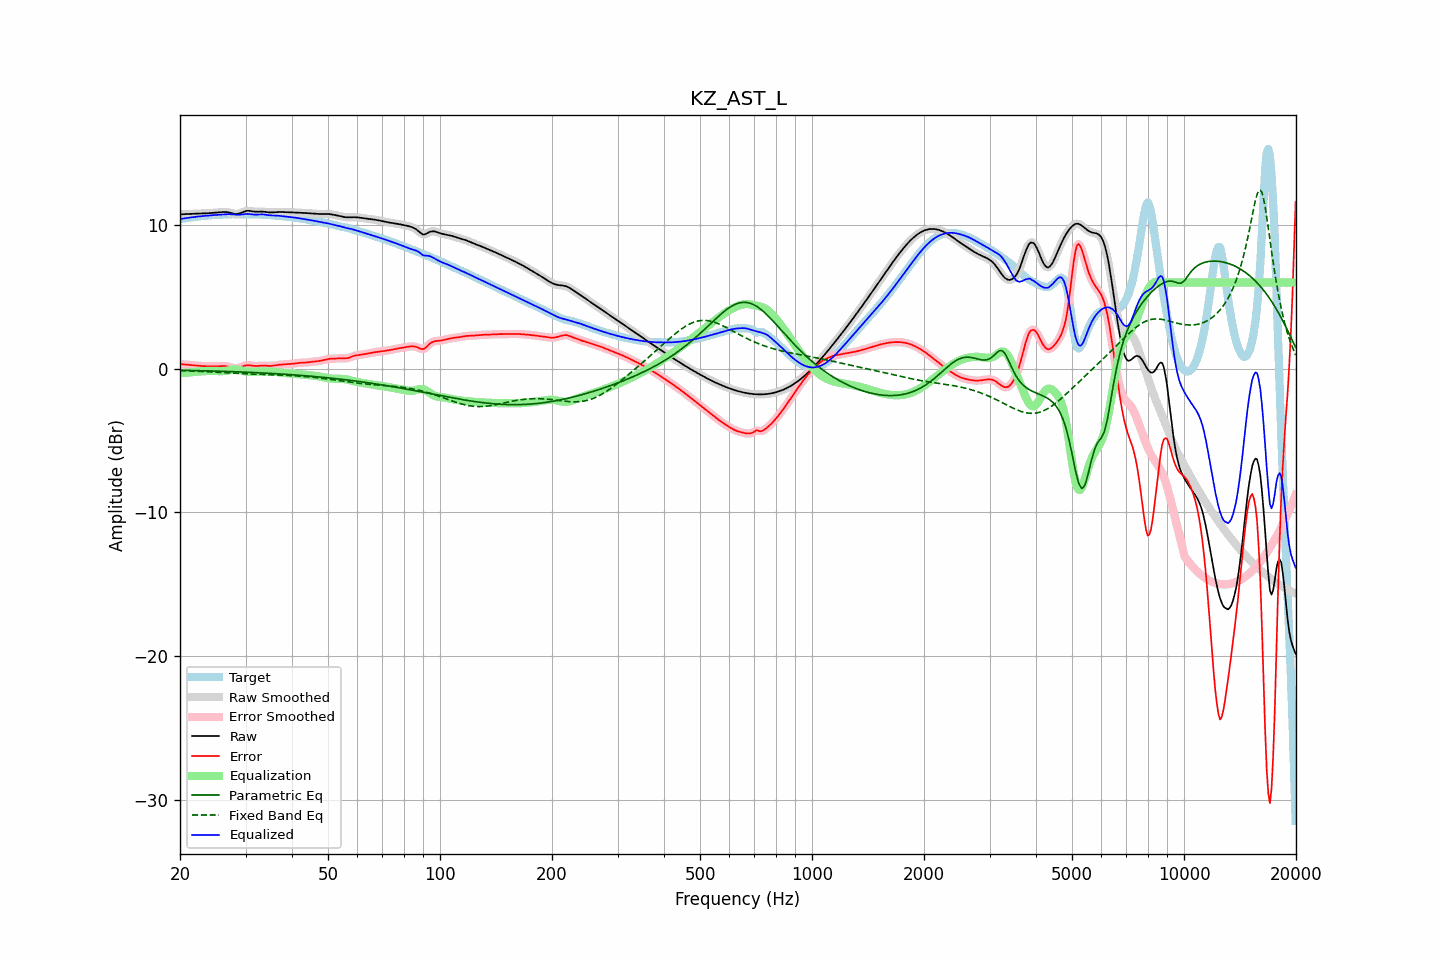 KZ_AST_L
Amplitude (dBr)
10
0
−10
−20
−30
Target
Raw Smoothed
Error Smoothed
Raw
Error
Equalization
Parametric Eq
Fixed Band Eq
Equalized
20 50 100 200 500 1000 2000 5000 10000 20000
Frequency (Hz)